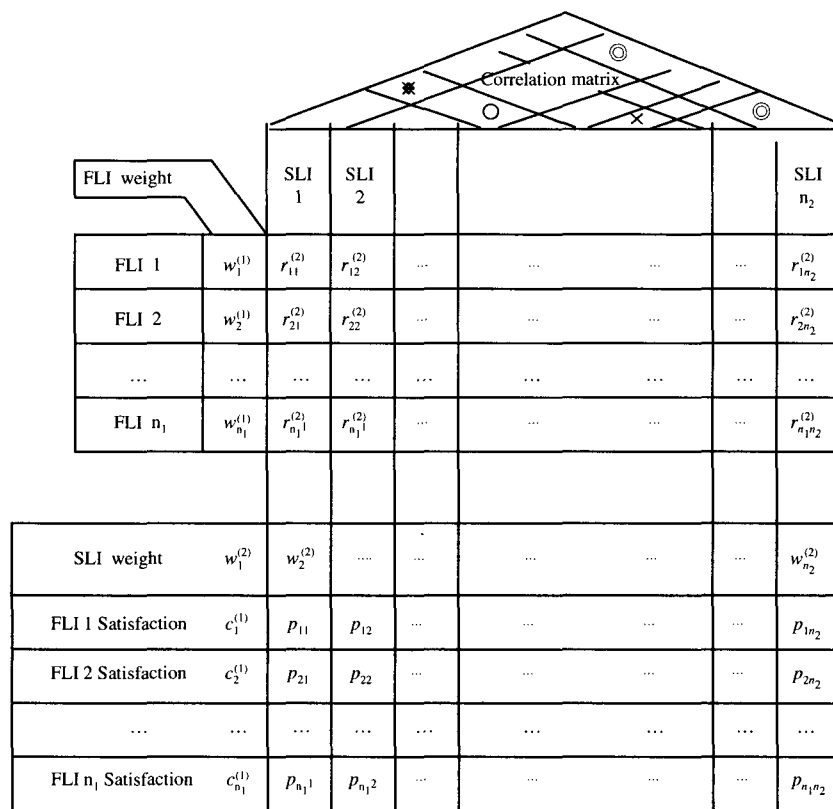 Correlation matrix
FLI weight
SLI 1 SLI 2 SLI n₂
FLI 1 w₁⁽¹⁾ r₁₁⁽²⁾ r₁₂⁽²⁾ ... ... ... ... r₁ₙ₂⁽²⁾
FLI 2 w₂⁽¹⁾ r₂₁⁽²⁾ r₂₂⁽²⁾ ... ... ... ... r₂ₙ₂⁽²⁾
... ... ... ... ... ... ... ... ...
FLI n₁ wₙ₁⁽¹⁾ rₙ₁₁⁽²⁾ rₙ₁₁⁽²⁾ ... ... ... ... rₙ₁ₙ₂⁽²⁾
SLI weight w₁⁽²⁾ w₂⁽²⁾ .... ... ... ... ... wₙ₂⁽²⁾
FLI 1 Satisfaction c₁⁽¹⁾ p₁₁ p₁₂ ... ... ... ... p₁ₙ₂
FLI 2 Satisfaction c₂⁽¹⁾ p₂₁ p₂₂ ... ... ... ... p₂ₙ₂
... ... ... ... ... ... ... ... ...
FLI n₁ Satisfaction cₙ₁⁽¹⁾ pₙ₁₁ pₙ₁₂ ... ... ... ... pₙ₁ₙ₂